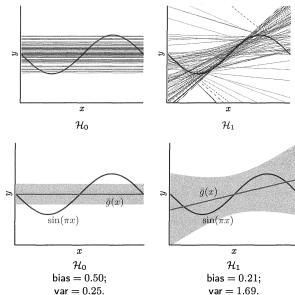 y
x
x
ℋ₀
ℋ₁
y
y
ḡ(x)
sin(πx)
ḡ(x)
sin(πx)
x
x
ℋ₀
ℋ₁
bias = 0.50;
bias = 0.21;
var = 0.25.
var = 1.69.
y